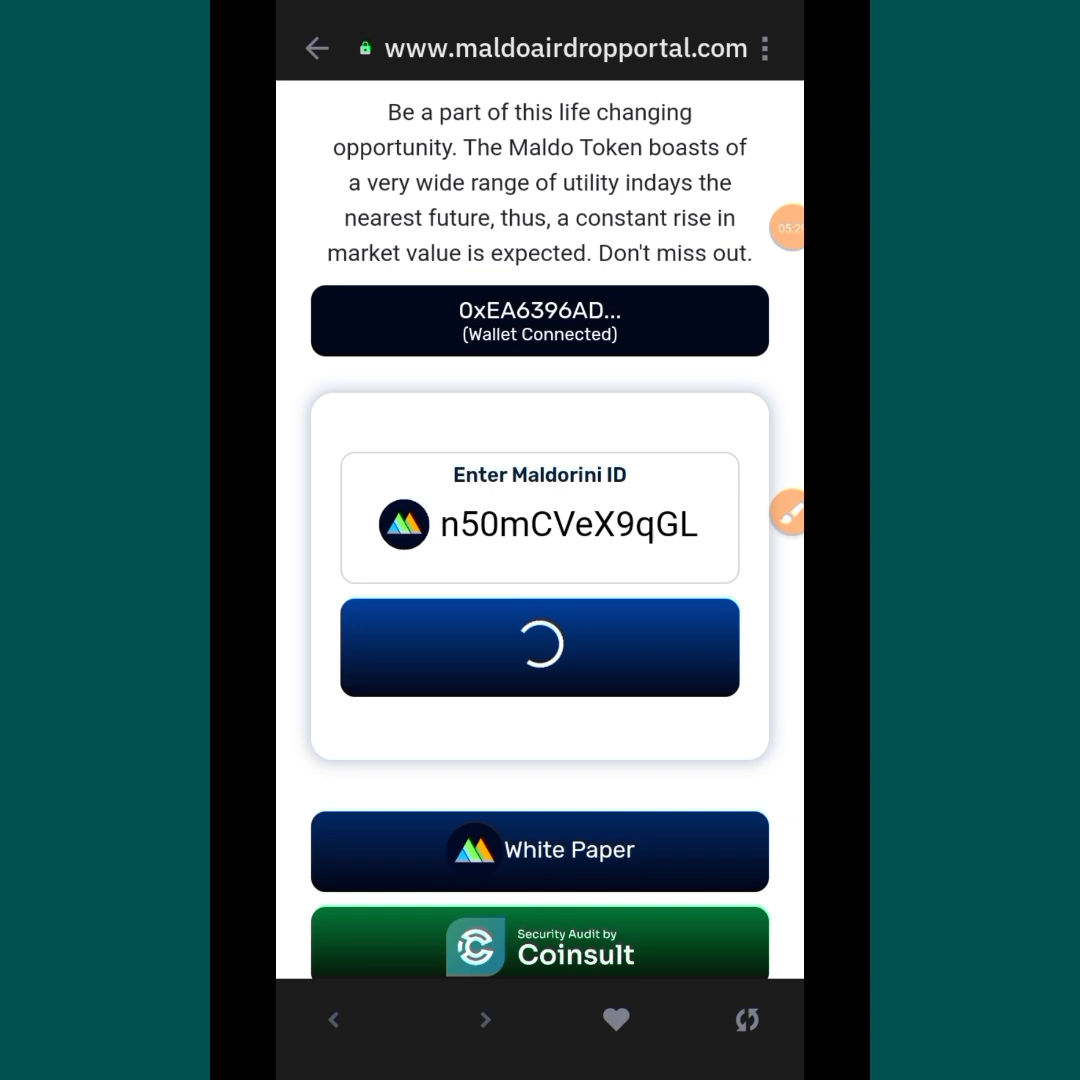 www.maldoairdropportal.com
Be a part of this life changing
opportunity. The Maldo Token boasts of
a very wide range of utility indays the
nearest future, thus, a constant rise in
market value is expected. Don't miss out.
0xEA6396AD...
(Wallet Connected)
Enter Maldorini ID
n50mCVeX9qGL
White Paper
Security Audit by
Coinsult